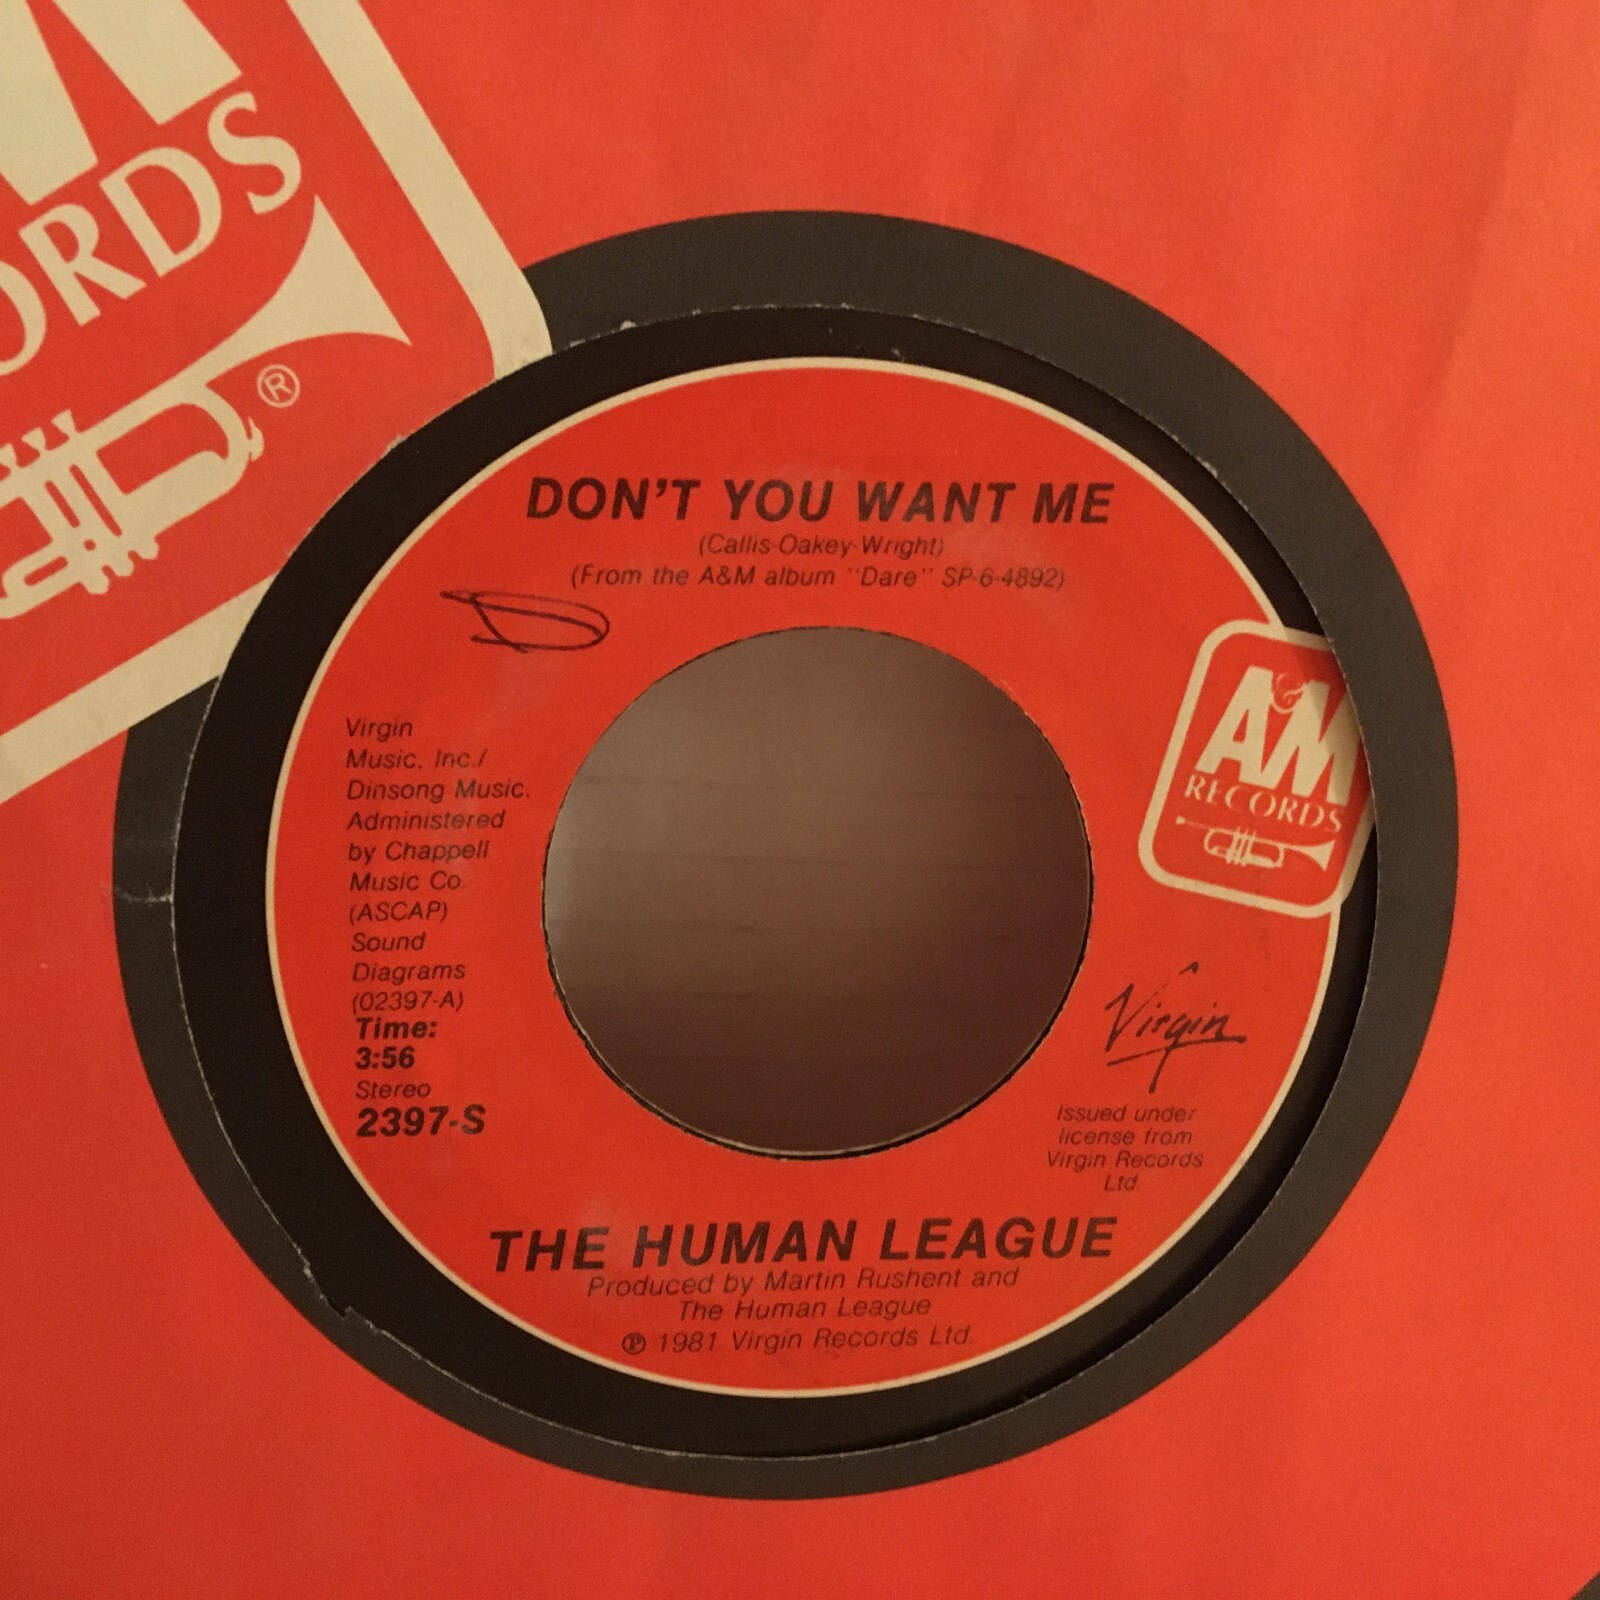 ORDS
®
DON'T YOU WANT ME
(Callis-Oakey-Wright)
(From the A&M album "Dare" SP-6-4892)
Virgin
Music, Inc./
Dinsong Music.
Administered
by Chappell
Music Co.
(ASCAP)
Sound
Diagrams
(02397-A)
Time:
3:56
Stereo
2397-S
A&M
RECORDS
Virgin
Issued under
license from
Virgin Records
Ltd.
THE HUMAN LEAGUE
Produced by Martin Rushent and
The Human League
℗ 1981 Virgin Records Ltd.